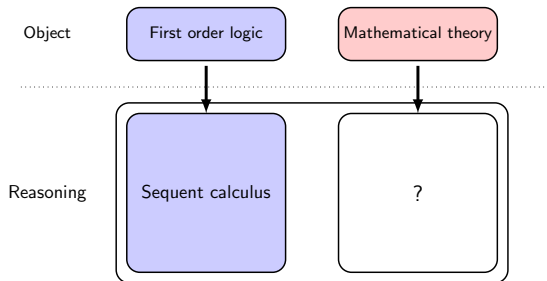 Object
First order logic
Mathematical theory
Reasoning
Sequent calculus
?